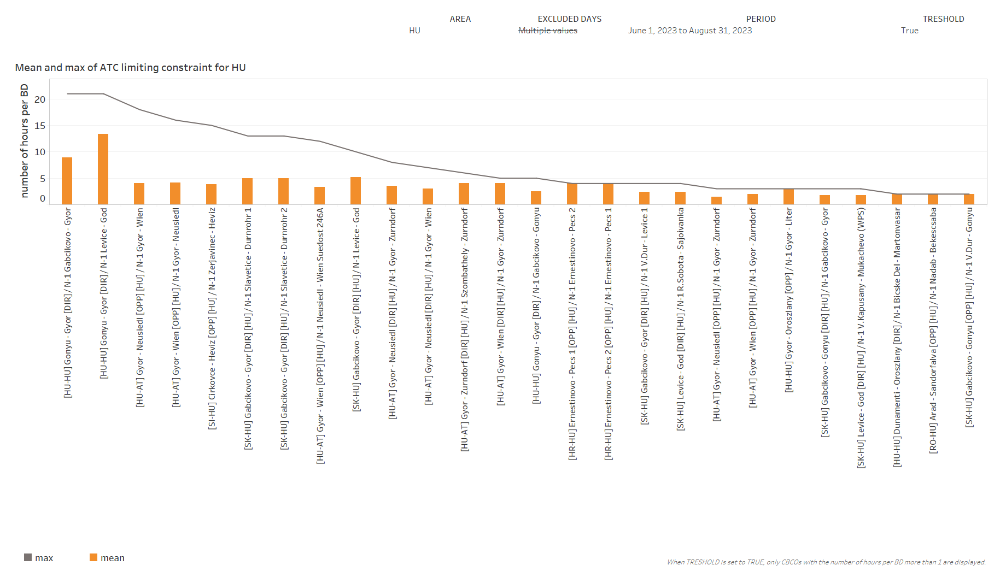 AREA
EXCLUDED DAYS
PERIOD
TRESHOLD
HU
Multiple values
June 1, 2023 to August 31, 2023
True
Mean and max of ATC limiting constraint for HU
number of hours per BD
20
15
10
5
0
[HU-HU] Gonyu - Gyor [DIR] / N-1 Gabcikovo - Gyor
[HU-HU] Gonyu - Gyor [DIR] / N-1 Levice - God
[HU-AT] Gyor - Neusiedl [OPP] [HU] / N-1 Gyor - Wien
[HU-AT] Gyor - Wien [OPP] [HU] / N-1 Gyor - Neusiedl
[SI-HU] Cirkovce - Heviz [OPP] [HU] / N-1 Zerjavinec - Heviz
[SK-HU] Gabcikovo - Gyor [DIR] [HU] / N-1 Slavetice - Durnrohr 1
[SK-HU] Gabcikovo - Gyor [DIR] [HU] / N-1 Slavetice - Durnrohr 2
[HU-AT] Gyor - Wien [OPP] [HU] / N-1 Neusiedl - Wien Suedost 246A
[SK-HU] Gabcikovo - Gyor [DIR] [HU] / N-1 Levice - God
[HU-AT] Gyor - Neusiedl [DIR] [HU] / N-1 Gyor - Zurndorf
[HU-AT] Gyor - Neusiedl [DIR] [HU] / N-1 Gyor - Wien
[HU-AT] Gyor - Zurndorf [DIR] [HU] / N-1 Szombathely - Zurndorf
[HU-AT] Gyor - Wien [DIR] [HU] / N-1 Gyor - Zurndorf
[HU-HU] Gonyu - Gyor [DIR] / N-1 Gabcikovo - Gonyu
[HR-HU] Ernestinovo - Pecs 1 [OPP] [HU] / N-1 Ernestinovo - Pecs 2
[HR-HU] Ernestinovo - Pecs 2 [OPP] [HU] / N-1 Ernestinovo - Pecs 1
[SK-HU] Gabcikovo - Gyor [DIR] [HU] / N-1 V.Dur - Levice 1
[SK-HU] Levice - God [DIR] [HU] / N-1 R.Sobota - Sajoivanka
[HU-AT] Gyor - Neusiedl [OPP] [HU] / N-1 Gyor - Zurndorf
[HU-AT] Gyor - Wien [OPP] [HU] / N-1 Gyor - Zurndorf
[HU-HU] Gyor - Oroszlany [OPP] / N-1 Gyor - Liter
[SK-HU] Gabcikovo - Gonyu [DIR] [HU] / N-1 Gabcikovo - Gyor
[SK-HU] Levice - God [DIR] [HU] / N-1 V.Kapusany - Mukachevo (WPS)
[HU-HU] Dunamenti - Oroszlany [DIR] / N-1 Bicske Del - Martonvasar
[RO-HU] Arad - Sandorfalva [OPP] [HU] / N-1 Nadab - Bekescsaba
[SK-HU] Gabcikovo - Gonyu [OPP] [HU] / N-1 V.Dur - Gonyu
max
mean
When TRESHOLD is set to TRUE, only CBCOs with the number of hours per BD more than 1 are displayed.